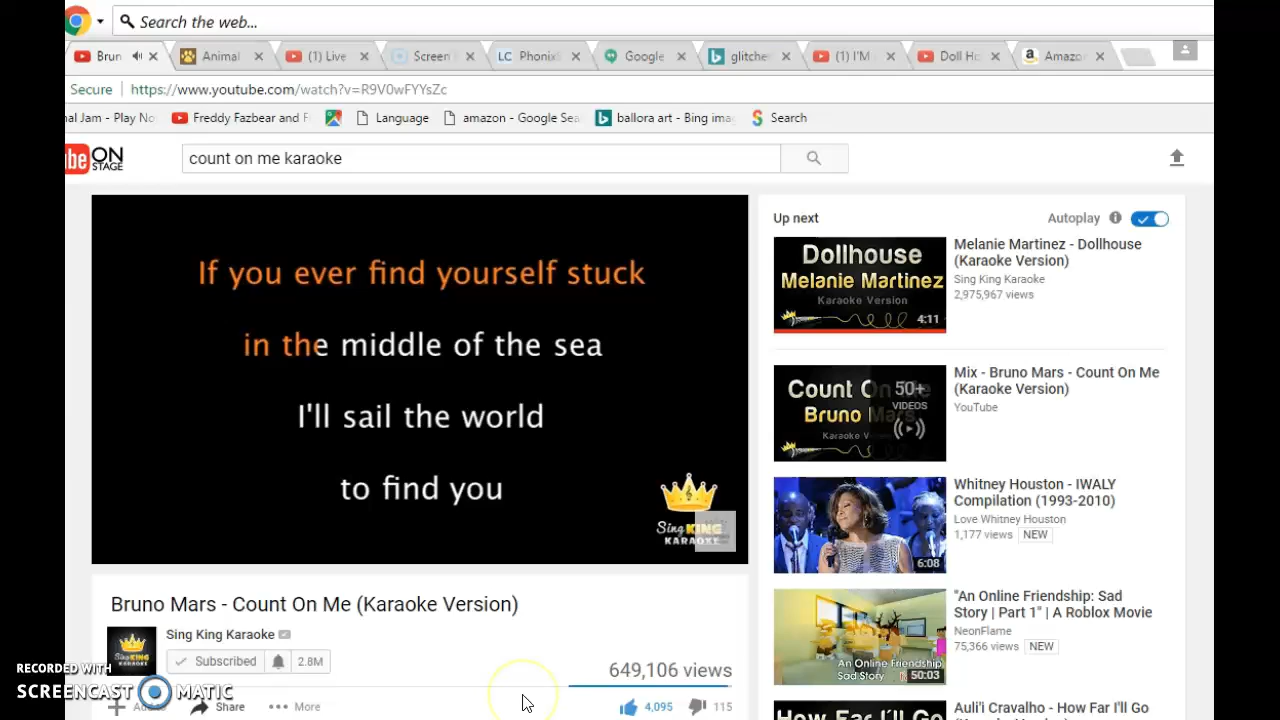 Search the web...
Brun
Animal
(1) Live
Screen
LC Phonix
Google
glitche
(1) I'M
Doll Ho
Amazo
Secure https://www.youtube.com/watch?v=R9V0wFYYsZc
nal Jam - Play No
Freddy Fazbear and F
Language
amazon - Google Sea
ballora art - Bing ima
Search
be ON STAGE
count on me karaoke
If you ever find yourself stuck
in the middle of the sea
I'll sail the world
to find you
Sing KING
KARAOKE
Bruno Mars - Count On Me (Karaoke Version)
Sing King Karaoke
Subscribed 2.8M
649,106 views
Share
More
4,095 115
RECORDED WITH
SCREENCAST MATIC
Up next
Autoplay
Dollhouse
Melanie Martinez
Karaoke Version
4:11
Melanie Martinez - Dollhouse
(Karaoke Version)
Sing King Karaoke
2,975,967 views
Count On Me
Bruno Mars
Karaoke V
50+
VIDEOS
Mix - Bruno Mars - Count On Me
(Karaoke Version)
YouTube
6:08
Whitney Houston - IWALY
Compilation (1993-2010)
Love Whitney Houston
1,177 views NEW
An Online Friendship
Sad Story
50:03
"An Online Friendship: Sad
Story | Part 1" | A Roblox Movie
NeonFlame
75,366 views NEW
How Far I'll Go
Auli'i Cravalho - How Far I'll Go